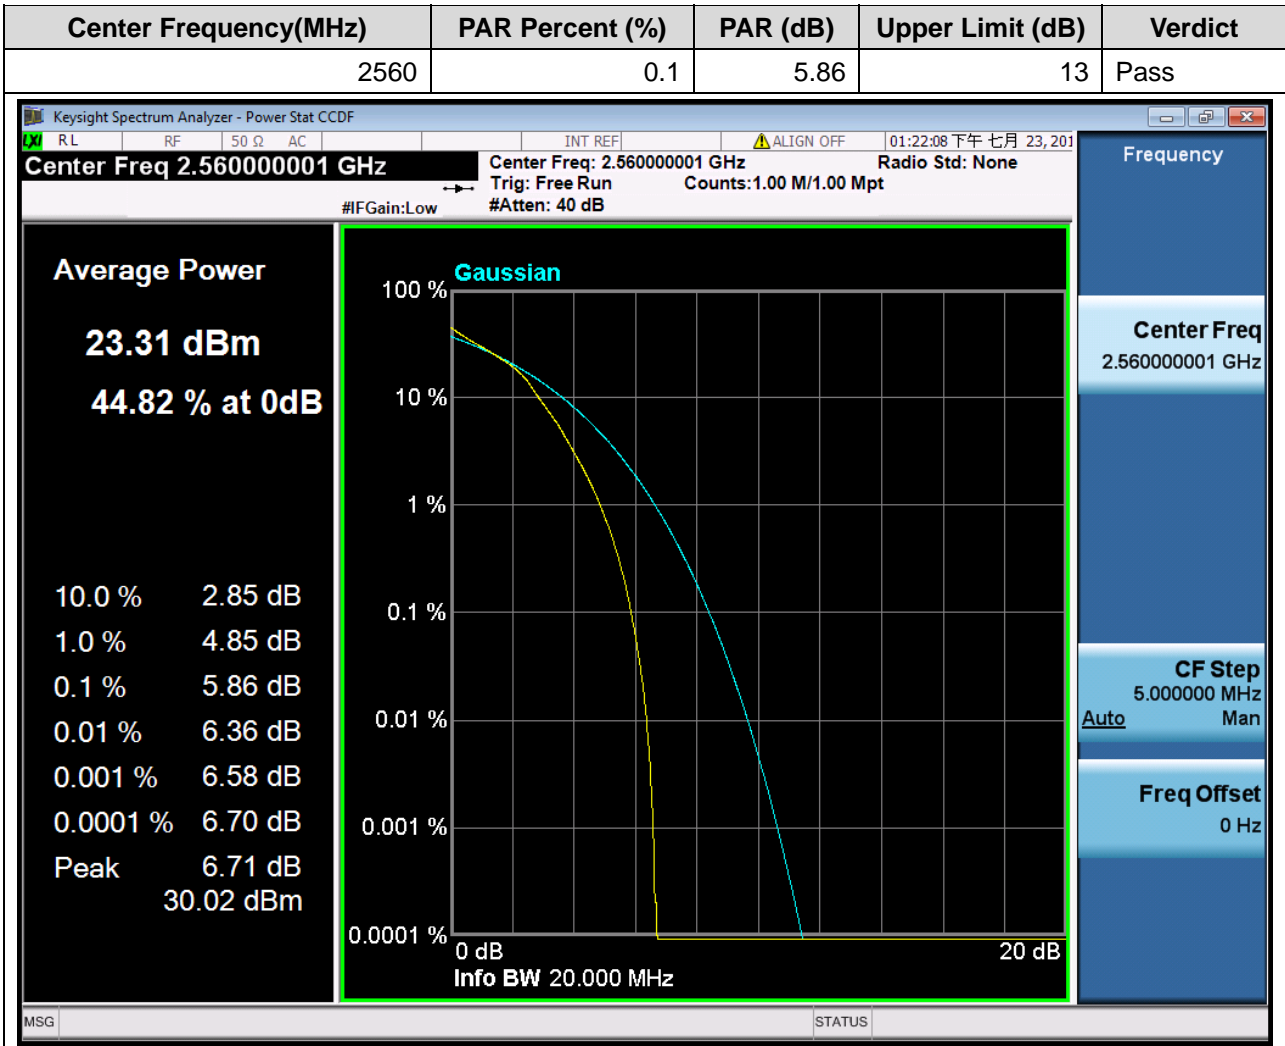 Center Frequency(MHz) PAR Percent (%) PAR (dB) Upper Limit (dB) Verdict
2560 0.1 5.86 13 Pass
Keysight Spectrum Analyzer - Power Stat CCDF
LXI RL RF 50 Ω AC INT REF ALIGN OFF 01:22:08 下午 七月 23, 201
Center Freq 2.560000001 GHz
Center Freq: 2.560000001 GHz Radio Std: None
Trig: Free Run Counts:1.00 M/1.00 Mpt
#IFGain:Low #Atten: 40 dB
Frequency
Average Power
23.31 dBm
44.82 % at 0dB
10.0 % 2.85 dB
1.0 % 4.85 dB
0.1 % 5.86 dB
0.01 % 6.36 dB
0.001 % 6.58 dB
0.0001 % 6.70 dB
Peak 6.71 dB
30.02 dBm
Gaussian
100 %
10 %
1 %
0.1 %
0.01 %
0.001 %
0.0001 %
0 dB 20 dB
Info BW 20.000 MHz
Center Freq
2.560000001 GHz
CF Step
5.000000 MHz
Auto Man
Freq Offset
0 Hz
MSG STATUS